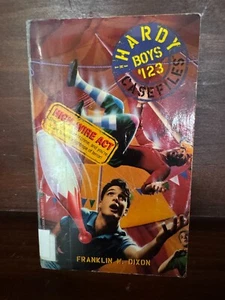 HARDY
BOYS
#123
CASEFILES
HIGH-WIRE ACT
FRANKLIN W. DIXON